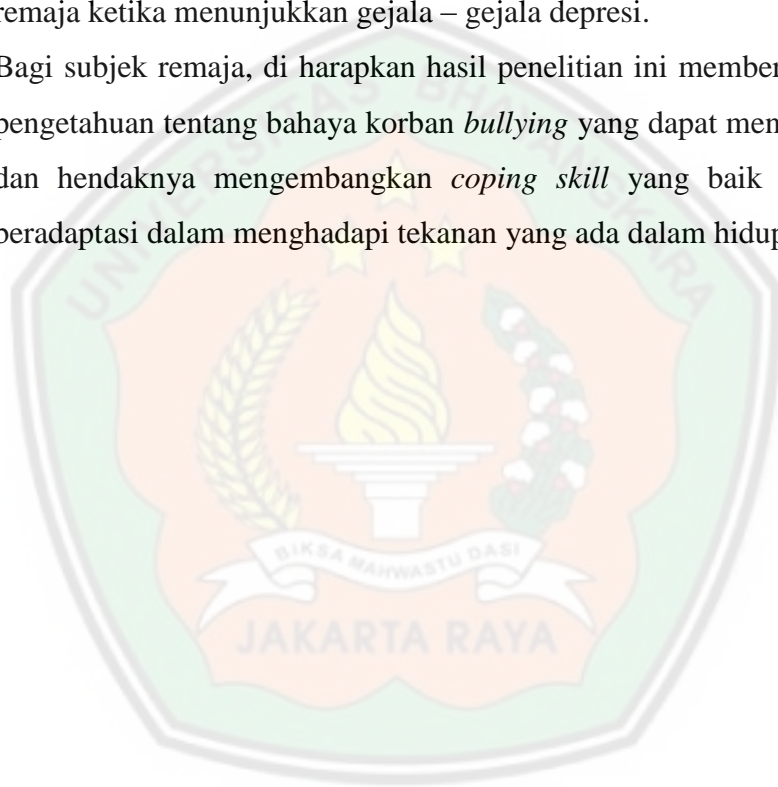 remaja ketika menunjukkan gejala – gejala depresi.
Bagi subjek remaja, di harapkan hasil penelitian ini member
pengetahuan tentang bahaya korban bullying yang dapat men
dan hendaknya mengembangkan coping skill yang baik
beradaptasi dalam menghadapi tekanan yang ada dalam hidup
UNIVERSITAS BHAYANGKARA
BIKSA MAHWASTU DASI
JAKARTA RAYA